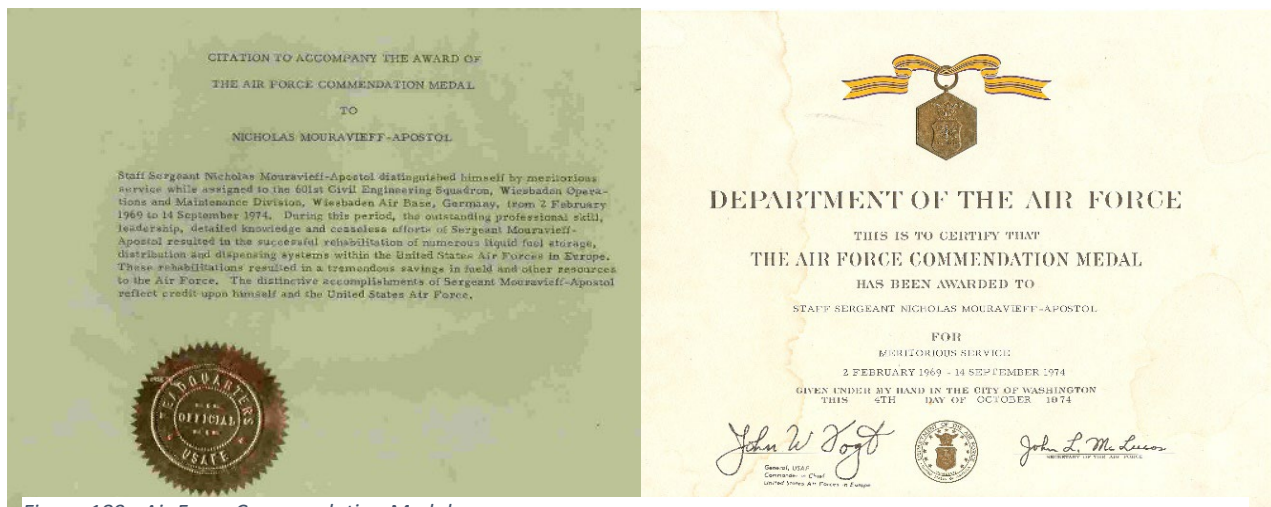 CITATION TO ACCOMPANY THE AWARD OF
THE AIR FORCE COMMENDATION MEDAL
TO
NICHOLAS MOURAVIEFF-APOSTOL
Staff Sergeant Nicholas Mouravieff-Apostol distinguished himself by meritorious
service while assigned to the 601st Civil Engineering Squadron, Wiesbaden Opera-
tions and Maintenance Division, Wiesbaden Air Base, Germany, from 2 February
1969 to 14 September 1974. During this period, the outstanding professional skill,
leadership, detailed knowledge and ceaseless efforts of Sergeant Mouravieff-
Apostol resulted in the successful rehabilitation of numerous liquid fuel storage,
distribution and dispensing systems within the United States Air Forces in Europe.
These rehabilitations resulted in a tremendous savings in fueld and other resources
to the Air Force. The distinctive accomplishments of Sergeant Mouravieff-Apostol
reflect credit upon himself and the United States Air Force.
HEADQUARTERS
OFFICIAL
USAFE
DEPARTMENT OF THE AIR FORCE
THIS IS TO CERTIFY THAT
THE AIR FORCE COMMENDATION MEDAL
HAS BEEN AWARDED TO
STAFF SERGEANT NICHOLAS MOURAVIEFF-APOSTOL
FOR
MERITORIOUS SERVICE
2 FEBRUARY 1969 - 14 SEPTEMBER 1974
GIVEN UNDER MY HAND IN THE CITY OF WASHINGTON
THIS 4TH DAY OF OCTOBER 1974
John W Vogt
General, USAF
Commander in Chief
United States Air Forces in Europe
John L. McLucas
SECRETARY OF THE AIR FORCE